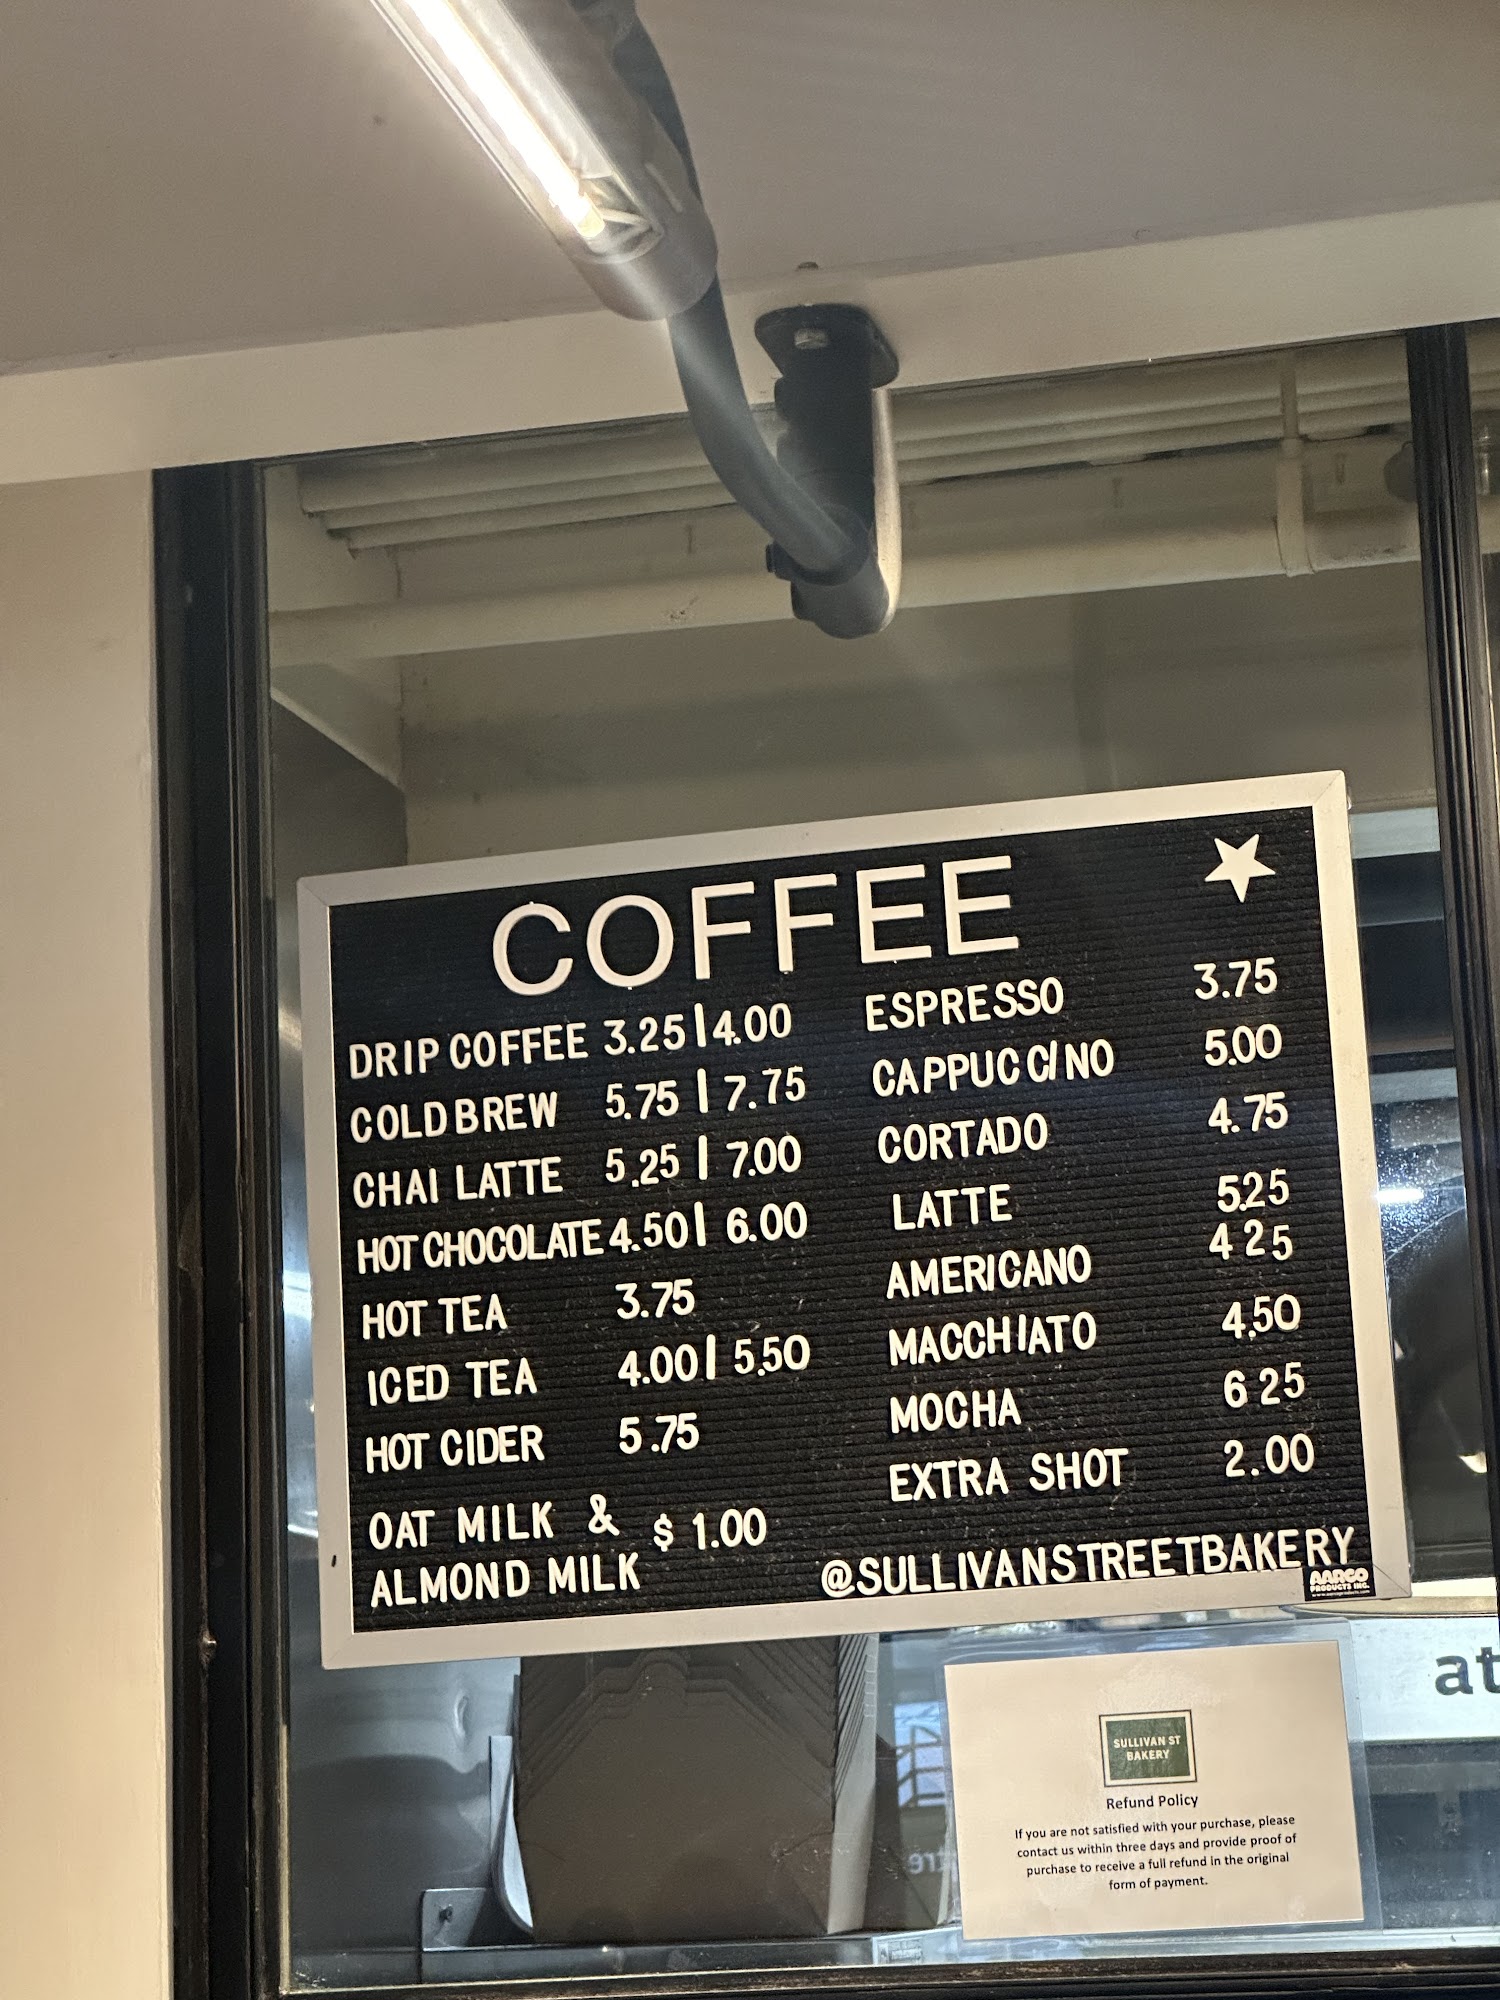 COFFEE
DRIP COFFEE 3.25|4.00
COLD BREW 5.75 | 7.75
CHAI LATTE 5.25 | 7.00
HOT CHOCOLATE 4.50| 6.00
HOT TEA 3.75
ICED TEA 4.00| 5.50
HOT CIDER 5.75
OAT MILK &
ALMOND MILK $ 1.00
ESPRESSO 3.75
CAPPUCCINO 5.00
CORTADO 4.75
LATTE 525
AMERICANO 4 25
MACCHIATO 4.50
MOCHA 6 25
EXTRA SHOT 2.00
@SULLIVANSTREETBAKERY
AARCO
PRODUCTS INC.
at
SULLIVAN ST
BAKERY
Refund Policy
If you are not satisfied with your purchase, please
contact us within three days and provide proof of
purchase to receive a full refund in the original
form of payment.